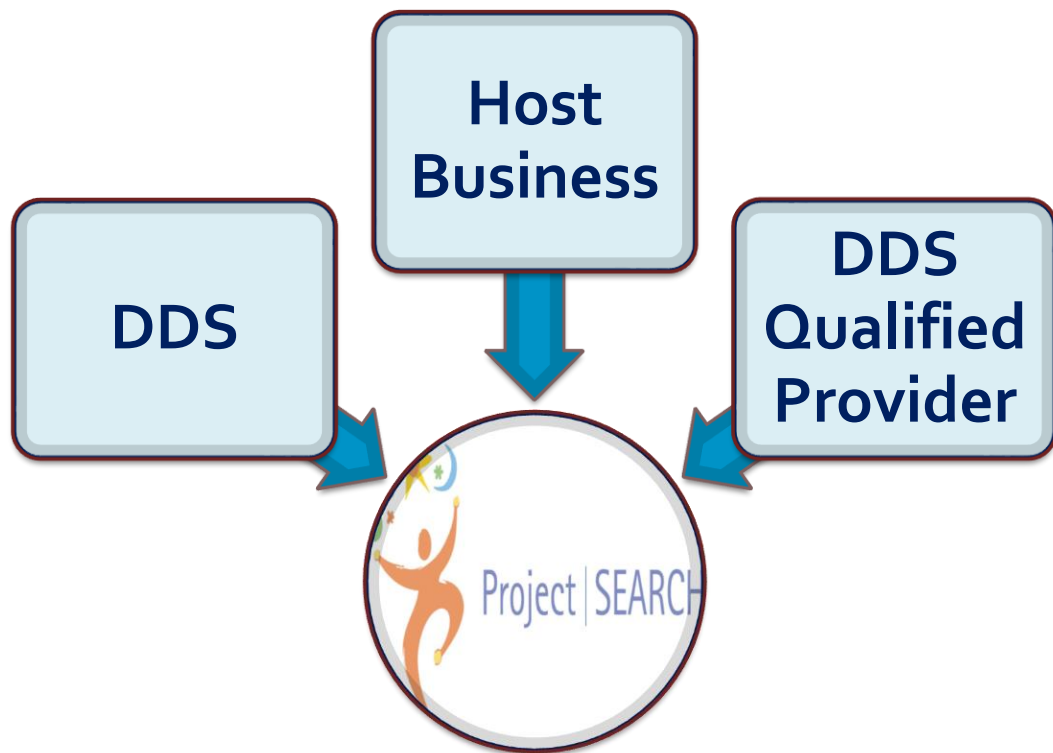 Host
Business
DDS
DDS
Qualified
Provider
Project | SEARCH